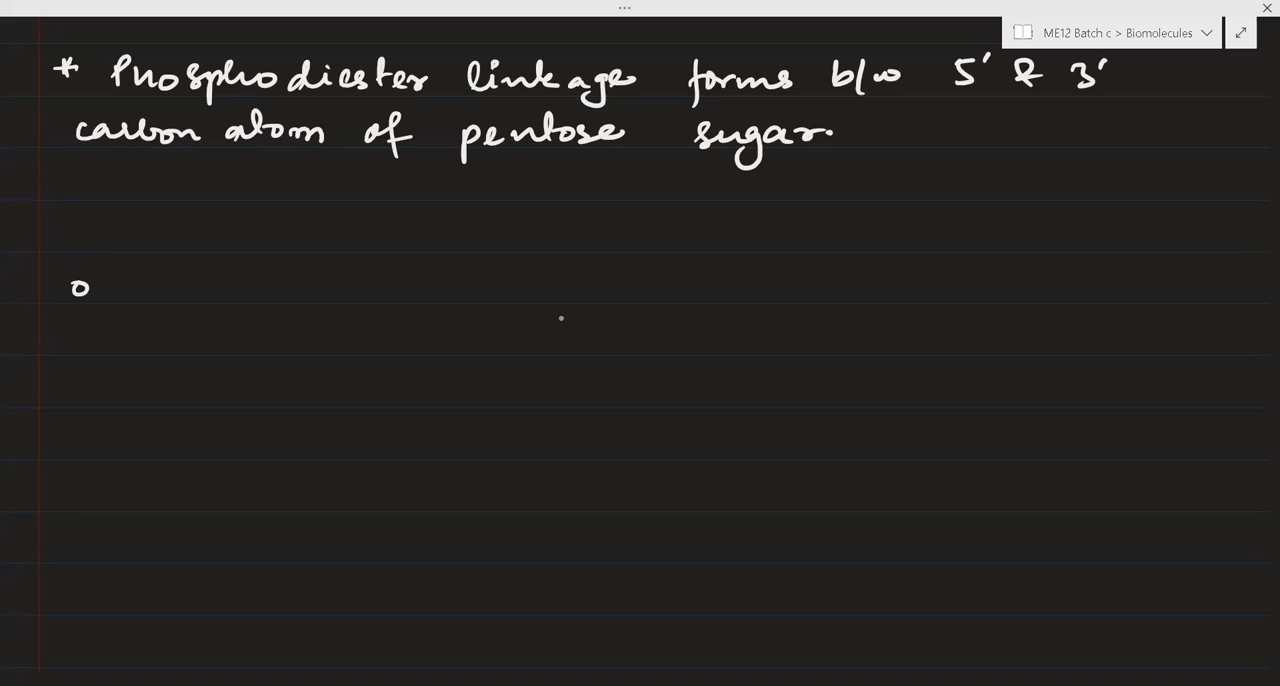 ME12 Batch c > Biomolecules
* Phosphodiester linkage forms b/w 5' & 3'
carbon atom of pentose sugar.
o